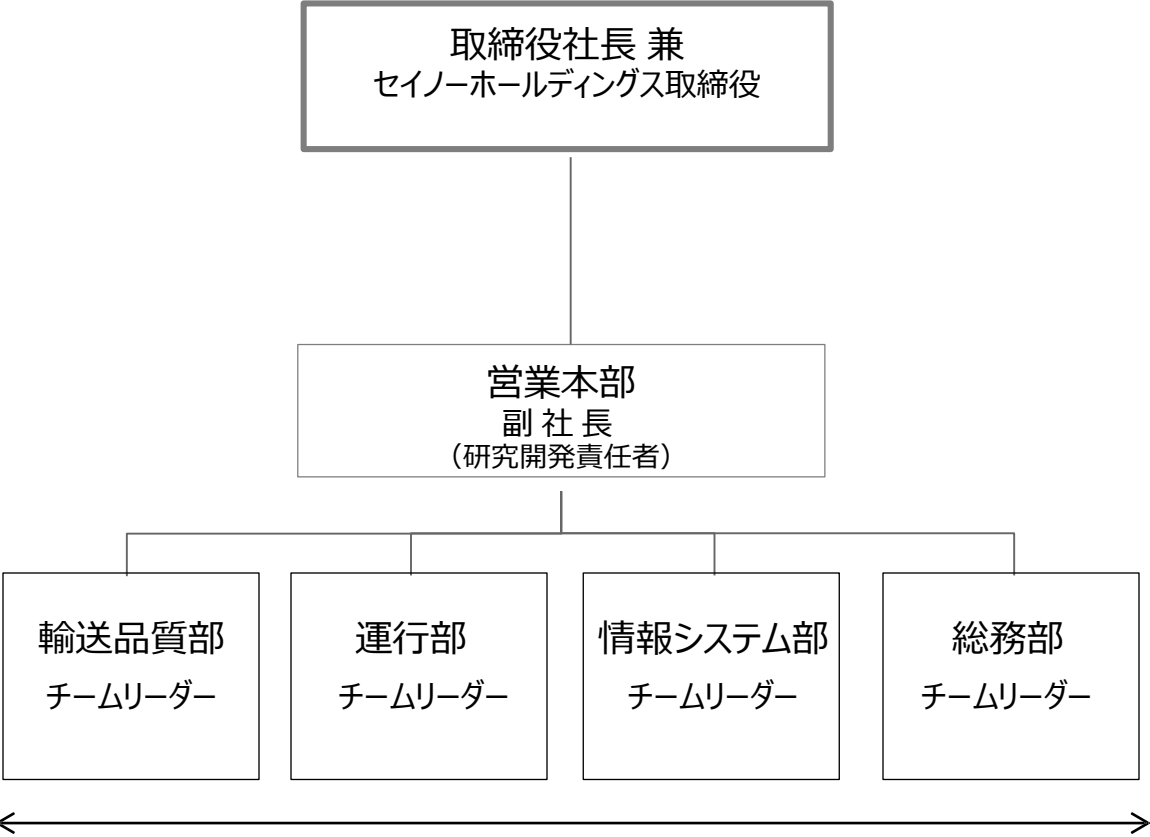 取締役社長 兼
セイノーホールディングス取締役
営業本部
副 社 長
（研究開発責任者）
輸送品質部
チームリーダー
運行部
チームリーダー
情報システム部
チームリーダー
総務部
チームリーダー